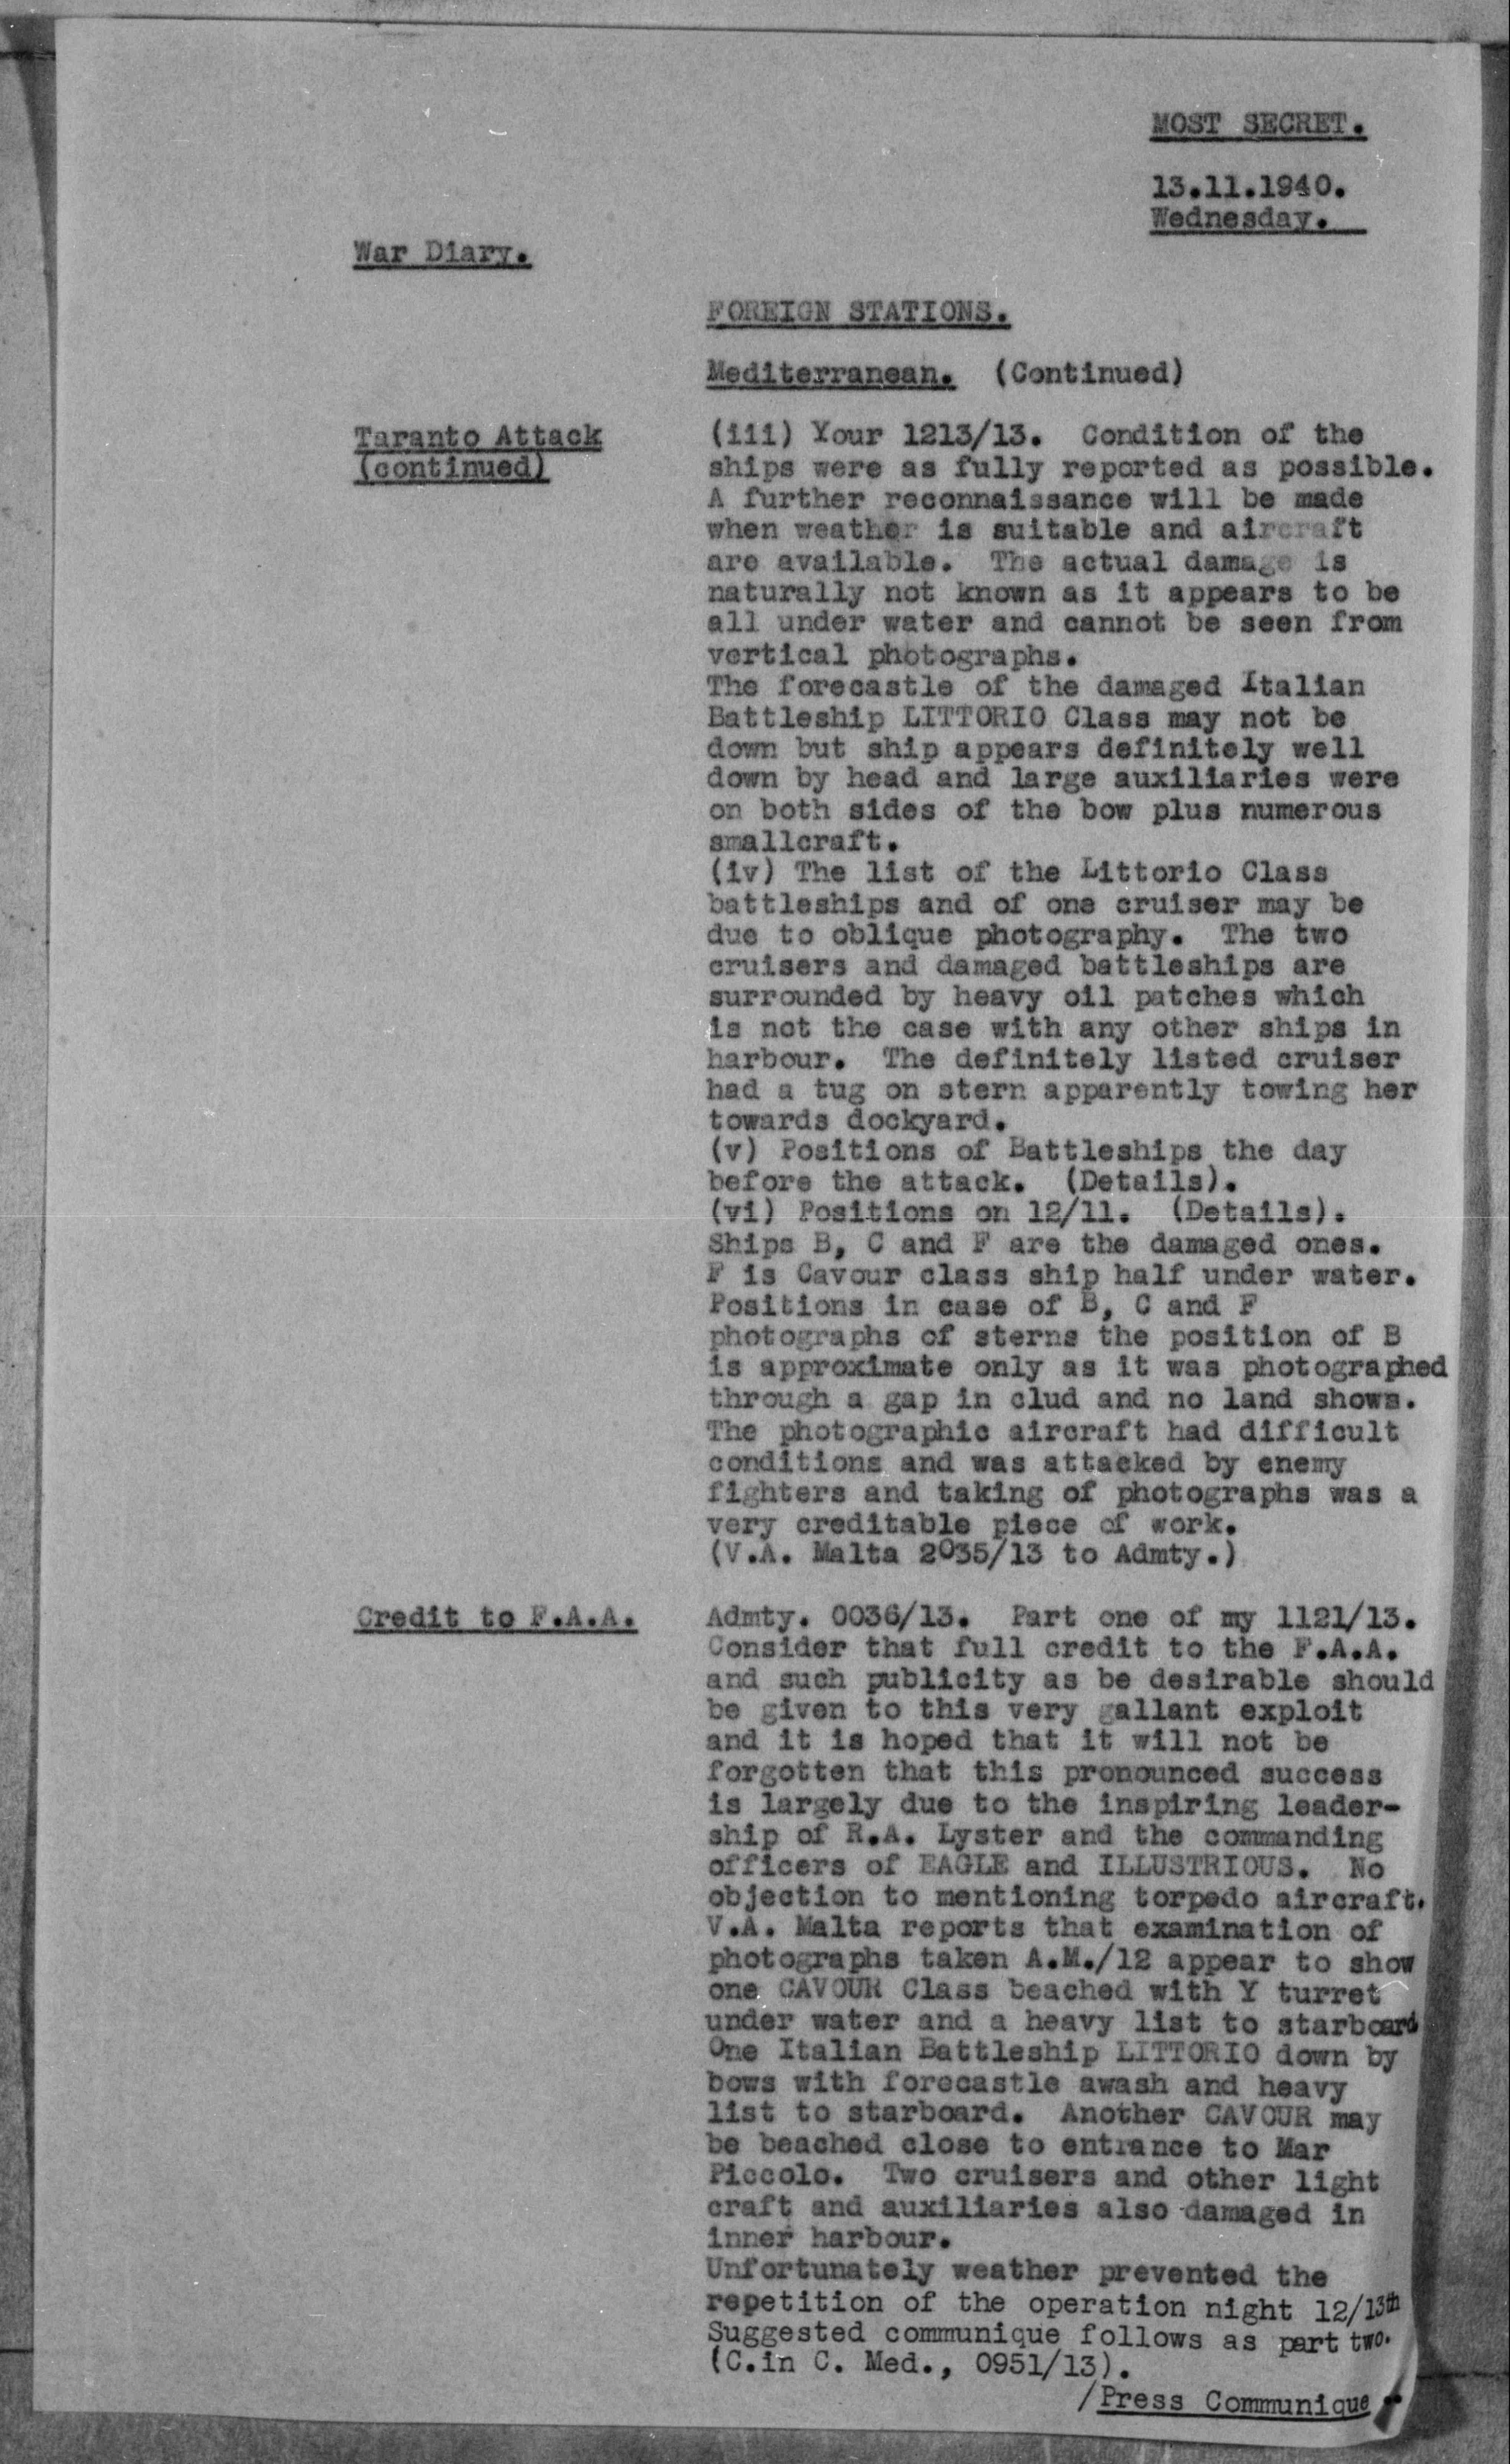 MOST SECRET.
13.11.1940.
Wednesday.
War Diary.
FOREIGN STATIONS.
Mediterranean. (Continued)
Taranto Attack
(continued)
(iii) Your 1213/13. Condition of the
ships were as fully reported as possible.
A further reconnaissance will be made
when weather is suitable and aircraft
are available. The actual damage is
naturally not known as it appears to be
all under water and cannot be seen from
vertical photographs.
The forecastle of the damaged Italian
Battleship LITTORIO Class may not be
down but ship appears definitely well
down by head and large auxiliaries were
on both sides of the bow plus numerous
smallcraft.
(iv) The list of the Littorio Class
battleships and of one cruiser may be
due to oblique photography. The two
cruisers and damaged battleships are
surrounded by heavy oil patches which
is not the case with any other ships in
harbour. The definitely listed cruiser
had a tug on stern apparently towing her
towards dockyard.
(v) Positions of Battleships the day
before the attack. (Details).
(vi) Positions on 12/11. (Details).
Ships B, C and F are the damaged ones.
F is Cavour class ship half under water.
Positions in case of B, C and F
photographs of sterns the position of B
is approximate only as it was photographed
through a gap in clud and no land shows.
The photographic aircraft had difficult
conditions and was attacked by enemy
fighters and taking of photographs was a
very creditable piece of work.
(V.A. Malta 2035/13 to Admty.)
Credit to F.A.A.
Admty. 0036/13. Part one of my 1121/13.
Consider that full credit to the F.A.A.
and such publicity as be desirable should
be given to this very gallant exploit
and it is hoped that it will not be
forgotten that this pronounced success
is largely due to the inspiring leader-
ship of R.A. Lyster and the commanding
officers of EAGLE and ILLUSTRIOUS. No
objection to mentioning torpedo aircraft.
V.A. Malta reports that examination of
photographs taken A.M./12 appear to show
one CAVOUR Class beached with Y turret
under water and a heavy list to starboard
One Italian Battleship LITTORIO down by
bows with forecastle awash and heavy
list to starboard. Another CAVOUR may
be beached close to entrance to Mar
Piccolo. Two cruisers and other light
craft and auxiliaries also damaged in
inner harbour.
Unfortunately weather prevented the
repetition of the operation night 12/13th
Suggested communique follows as part two.
(C.in C. Med., 0951/13).
/Press Communique..